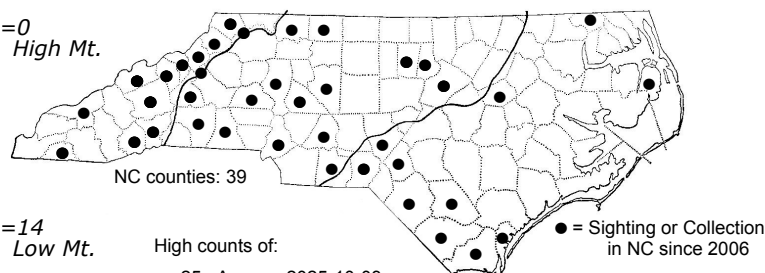 =0
High Mt.
NC counties: 39
=14
Low Mt.
High counts of:
● = Sighting or Collection
in NC since 2006